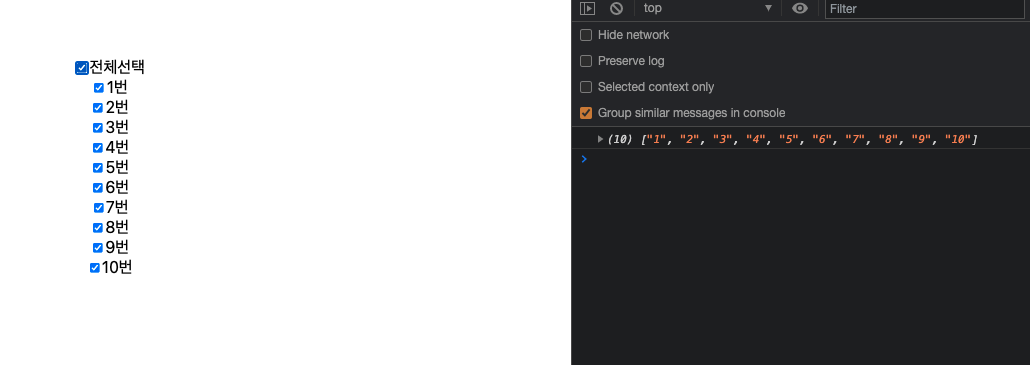 전체선택
1번
2번
3번
4번
5번
6번
7번
8번
9번
10번
top ▼ Filter
Hide network
Preserve log
Selected context only
Group similar messages in console
(10) ["1", "2", "3", "4", "5", "6", "7", "8", "9", "10"]